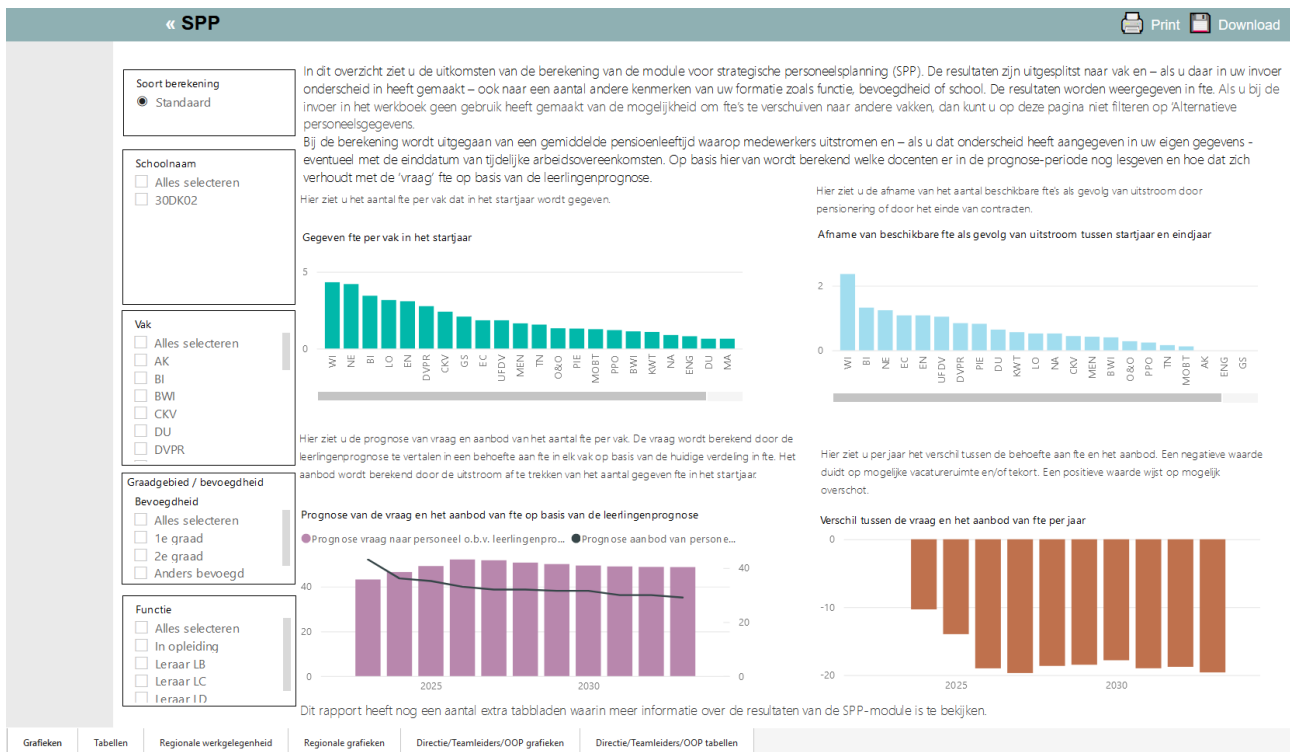 « SPP
Print Download
Soort berekening
Standaard
Schoolnaam
Alles selecteren
30DK02
Vak
Alles selecteren
AK
BI
BWI
CKV
DU
DVPR
Graadgebied / bevoegdheid
Bevoegdheid
Alles selecteren
1e graad
2e graad
Anders bevoegd
Functie
Alles selecteren
In opleiding
Leraar LB
Leraar LC
Leraar LD
In dit overzicht ziet u de uitkomsten van de berekening van de module voor strategische personeelsplanning (SPP). De resultaten zijn uitgesplitst naar vak en – als u daar in uw invoer
onderscheid in heeft gemaakt – ook naar een aantal andere kenmerken van uw formatie zoals functie, bevoegdheid of school. De resultaten worden weergegeven in fte. Als u bij de
invoer in het werkboek geen gebruik heeft gemaakt van de mogelijkheid om fte's te verschuiven naar andere vakken, dan kunt u op deze pagina niet filteren op 'Alternatieve
personeelsgegevens.
Bij de berekening wordt uitgegaan van een gemiddelde pensioenleeftijd waarop medewerkers uitstromen en – als u dat onderscheid heeft aangegeven in uw eigen gegevens -
eventueel met de einddatum van tijdelijke arbeidsovereenkomsten. Op basis hiervan wordt berekend welke docenten er in de prognose-periode nog lesgeven en hoe dat zich
verhoudt met de 'vraag' fte op basis van de leerlingenprognose.
Hier ziet u het aantal fte per vak dat in het startjaar wordt gegeven.
Gegeven fte per vak in het startjaar
5
0
WI NE BI LO EN DVPR CKV GS EC UFDV MEN TN O&O PIE MOBT PPO BWI KWT NA ENG DU MA
Hier ziet u de afname van het aantal beschikbare fte's als gevolg van uitstroom door
pensionering of door het einde van contracten.
Afname van beschikbare fte als gevolg van uitstroom tussen startjaar en eindjaar
2
0
WI BI NE EC EN UFDV DVPR PIE DU KWT LO NA CKV MEN BWI O&O PPO TN MOBT AK ENG GS
Hier ziet u de prognose van vraag en aanbod van het aantal fte per vak. De vraag wordt berekend door de
leerlingenprognose te vertalen in een behoefte aan fte in elk vak op basis van de huidige verdeling in fte. Het
aanbod wordt berekend door de uitstroom af te trekken van het aantal gegeven fte in het startjaar.
Prognose van de vraag en het aanbod van fte op basis van de leerlingenprognose
Prognose vraag naar personeel o.b.v. leerlingenpro... Prognose aanbod van persone...
40 40
20 20
0 0
2025 2030
Hier ziet u per jaar het verschil tussen de behoefte aan fte en het aanbod. Een negatieve waarde
duidt op mogelijke vacatureruimte en/of tekort. Een positieve waarde wijst op mogelijk
overschot.
Verschil tussen de vraag en het aanbod van fte per jaar
0
-10
-20
2025 2030
Dit rapport heeft nog een aantal extra tabbladen waarin meer informatie over de resultaten van de SPP-module is te bekijken.
Grafieken Tabellen Regionale werkgelegenheid Regionale grafieken Directie/Teamleiders/OOP grafieken Directie/Teamleiders/OOP tabellen